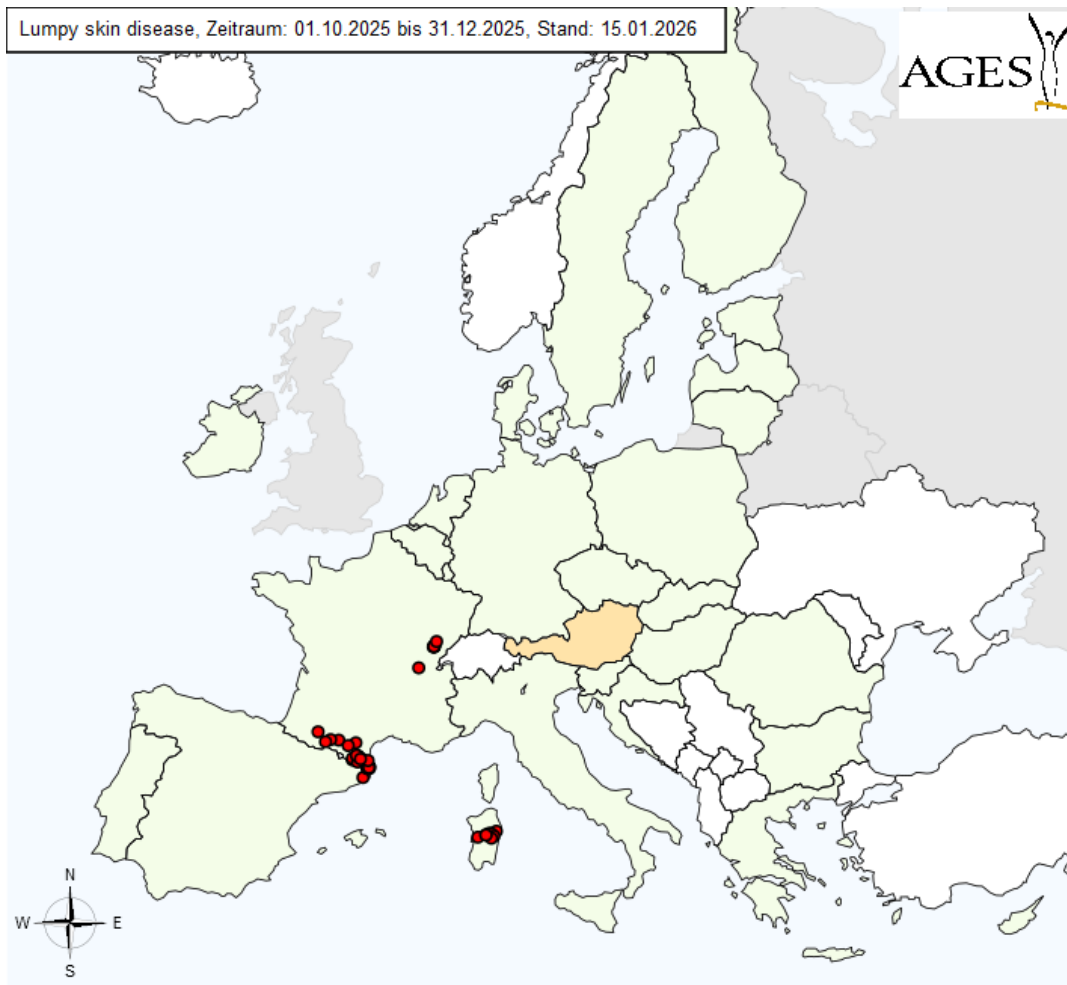 Lumpy skin disease, Zeitraum: 01.10.2025 bis 31.12.2025, Stand: 15.01.2026
AGES
N
W E
S